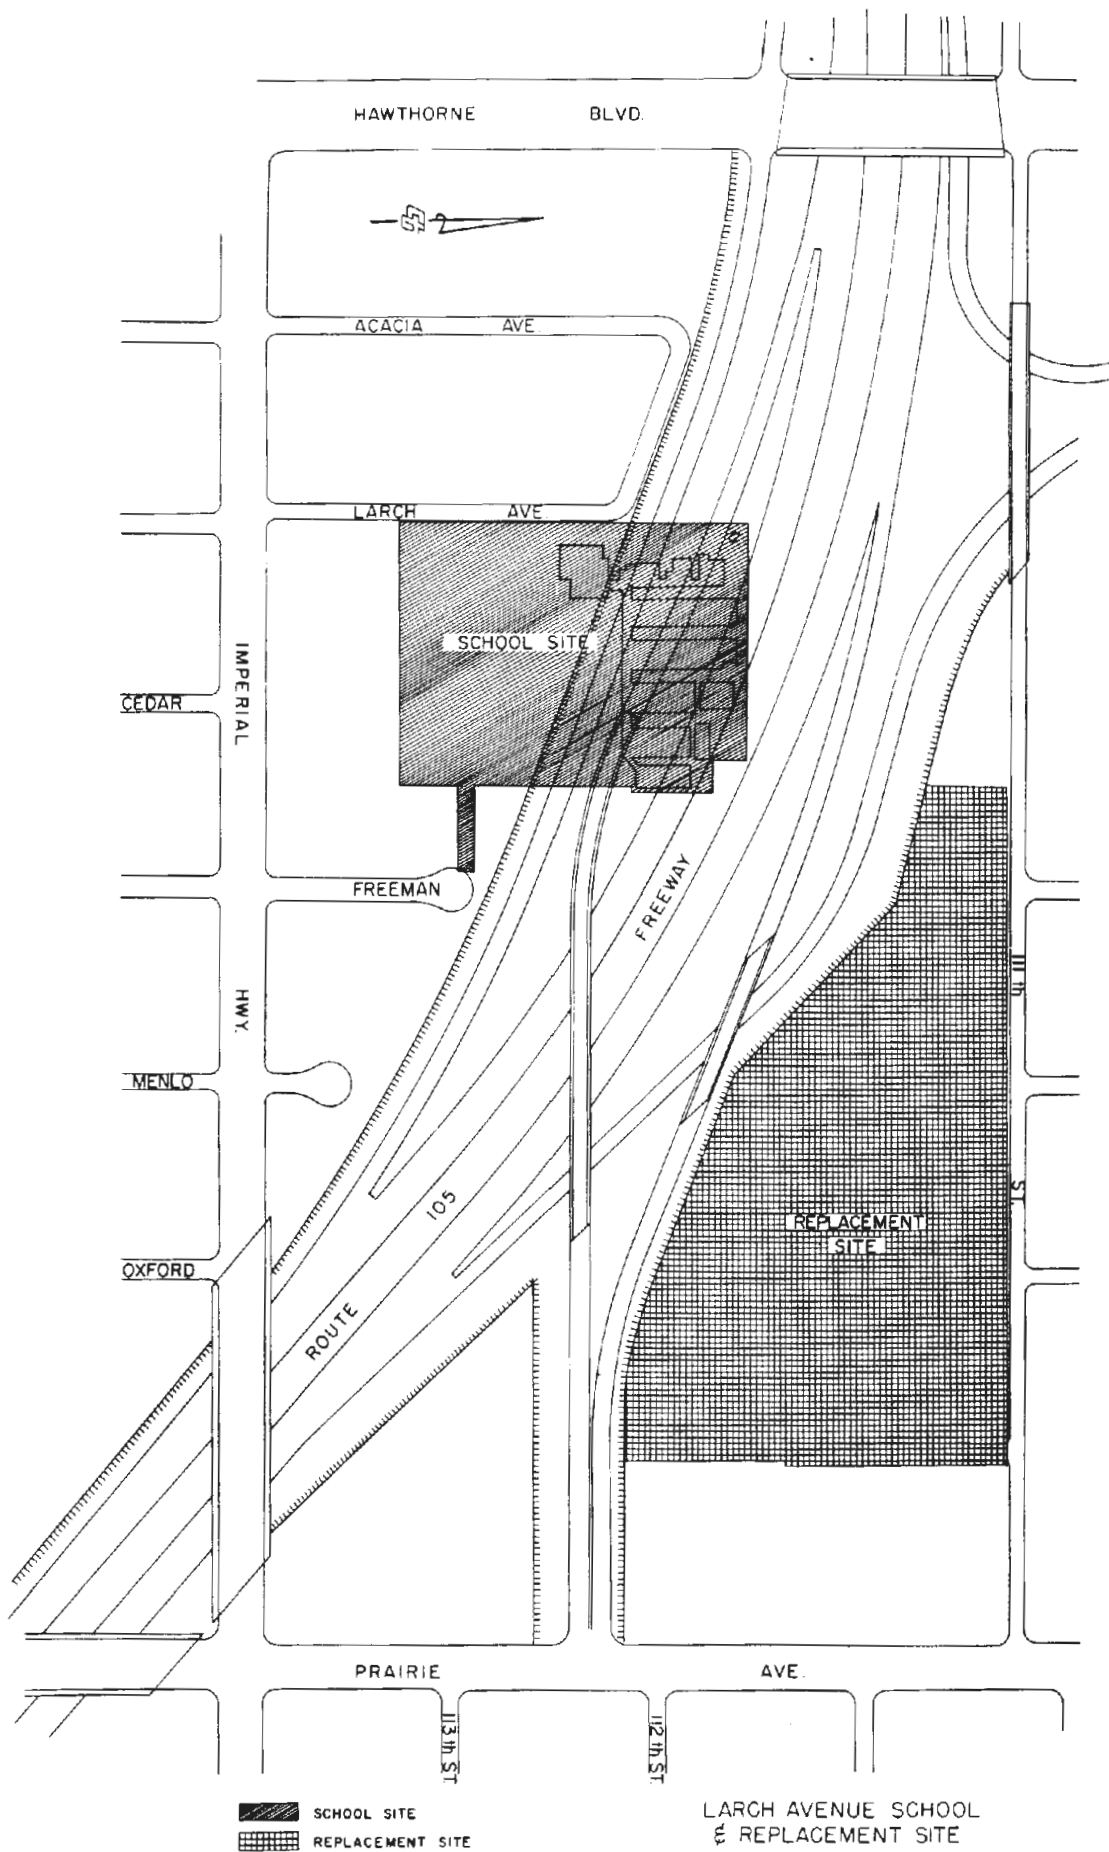 HAWTHORNE BLVD.
ACACIA AVE.
LARCH AVE.
SCHOOL SITE
IMPERIAL HWY.
CEDAR
FREEMAN
FREEWAY
111 th ST.
MENLO
ROUTE 105
REPLACEMENT
SITE
OXFORD
PRAIRIE AVE.
113 th ST.
112 th ST.
SCHOOL SITE
REPLACEMENT SITE
LARCH AVENUE SCHOOL
& REPLACEMENT SITE